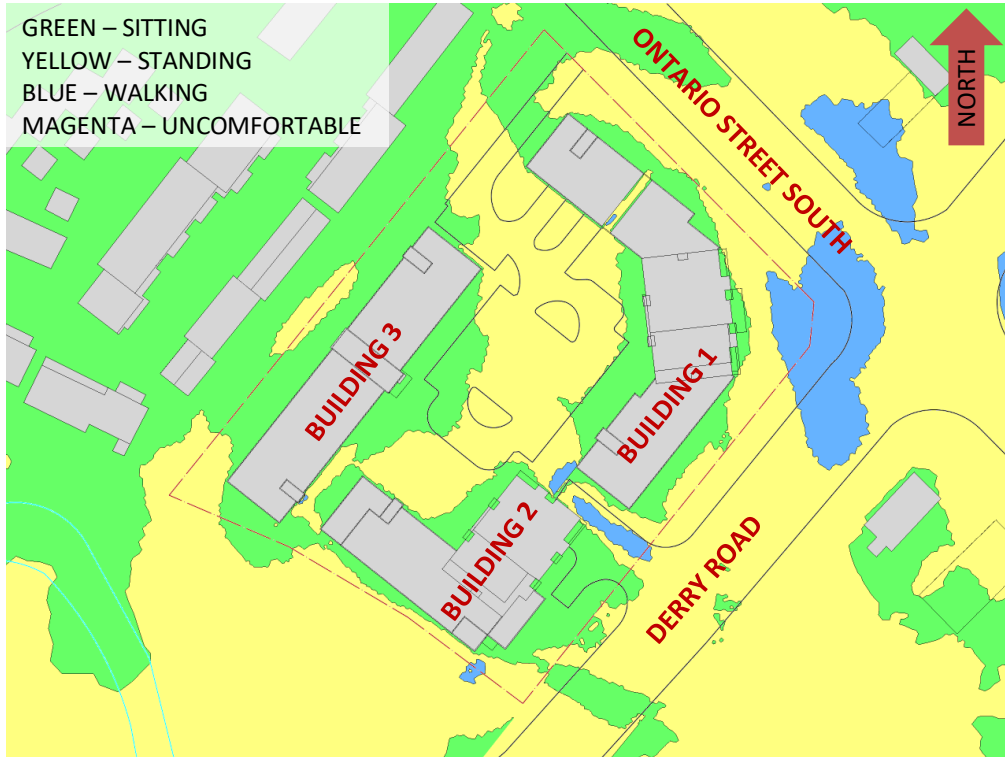 GREEN – SITTING
YELLOW – STANDING
BLUE – WALKING
MAGENTA – UNCOMFORTABLE
NORTH
ONTARIO STREET SOUTH
BUILDING 3
BUILDING 1
BUILDING 2
DERRY ROAD